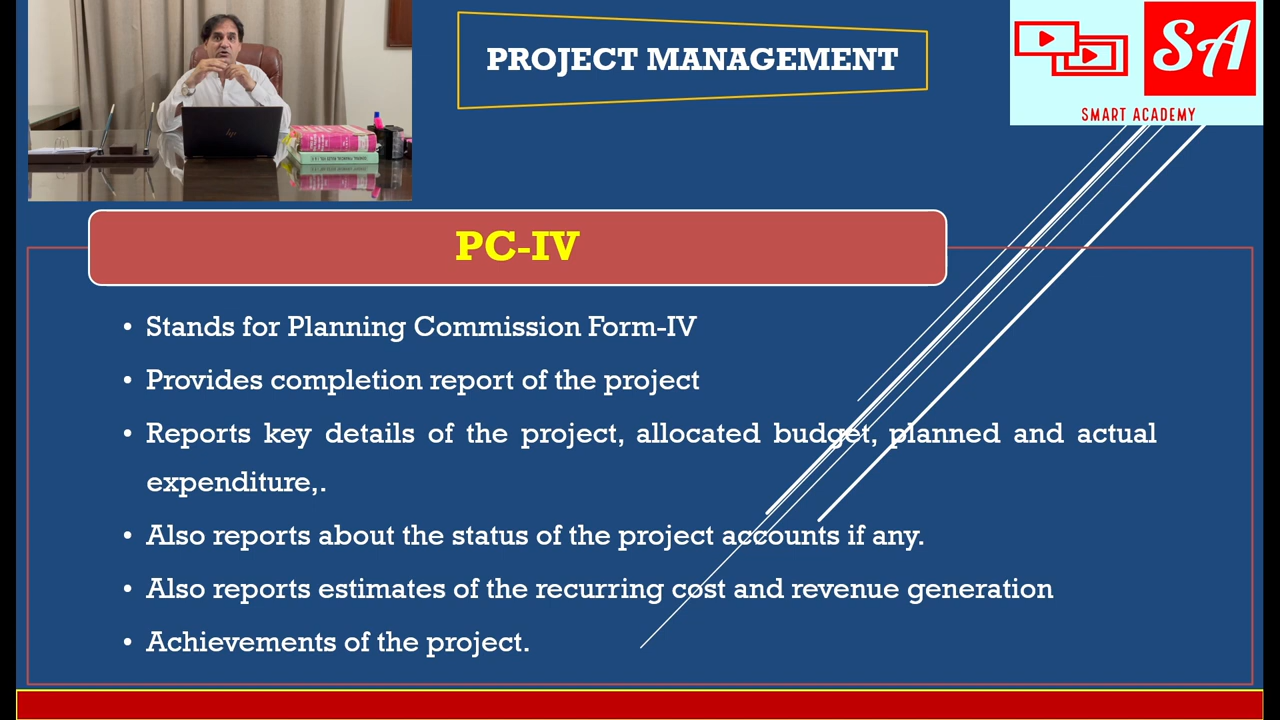 PROJECT MANAGEMENT
SA
SMART ACADEMY
PC-IV
• Stands for Planning Commission Form-IV
• Provides completion report of the project
• Reports key details of the project, allocated budget, planned and actual
expenditure,.
• Also reports about the status of the project accounts if any.
• Also reports estimates of the recurring cost and revenue generation
• Achievements of the project.
hp